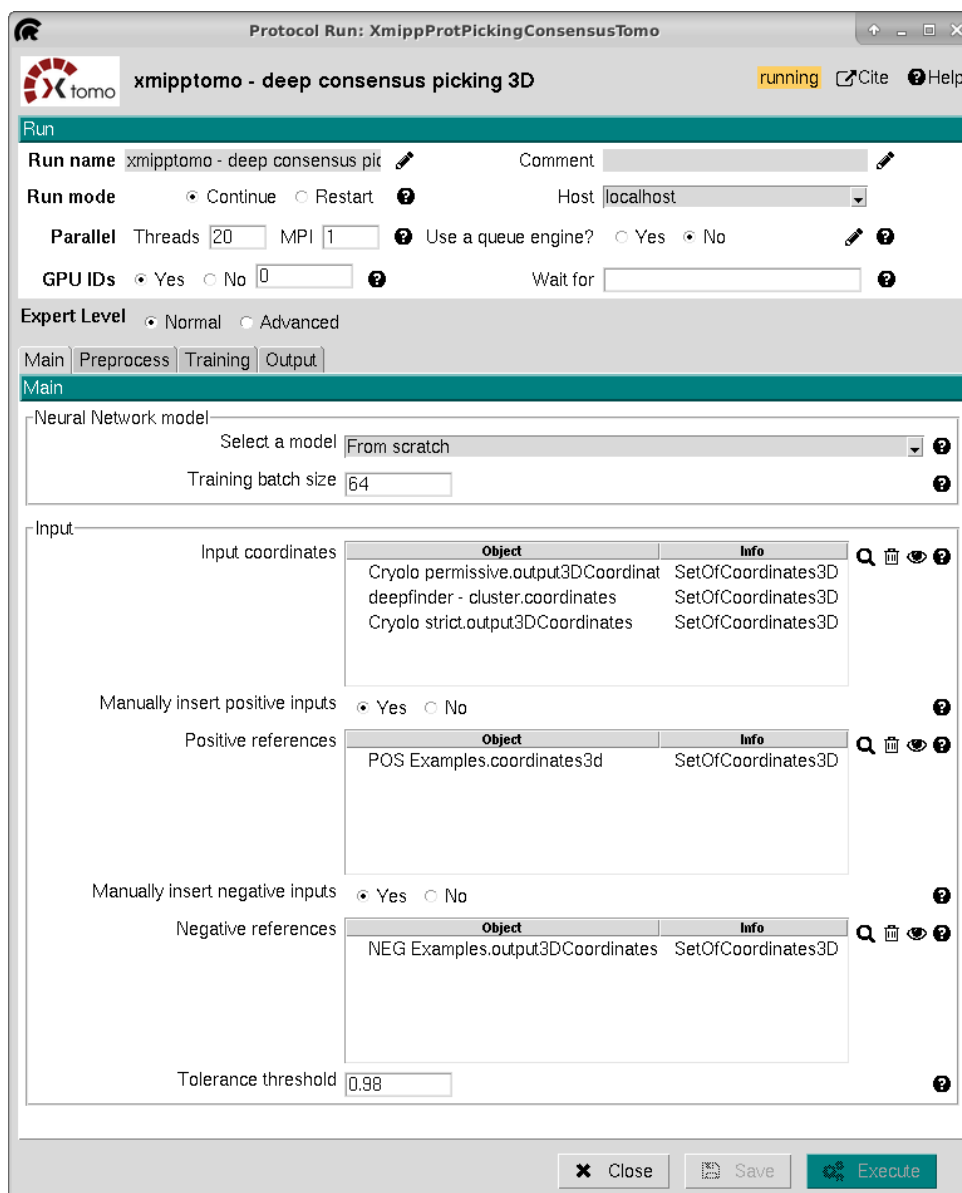 Protocol Run: XmippProtPickingConsensusTomo
X tomo xmipptomo - deep consensus picking 3D running Cite Help
Run
Run name xmipptomo - deep consensus pic Comment
Run mode Continue Restart Host localhost
Parallel Threads 20 MPI 1 Use a queue engine? Yes No
GPU IDs Yes No 0 Wait for
Expert Level Normal Advanced
Main Preprocess Training Output
Main
Neural Network model
Select a model From scratch
Training batch size 64
Input
Input coordinates Object Info
Cryolo permissive.output3DCoordinat SetOfCoordinates3D
deepfinder - cluster.coordinates SetOfCoordinates3D
Cryolo strict.output3DCoordinates SetOfCoordinates3D
Manually insert positive inputs Yes No
Positive references Object Info
POS Examples.coordinates3d SetOfCoordinates3D
Manually insert negative inputs Yes No
Negative references Object Info
NEG Examples.output3DCoordinates SetOfCoordinates3D
Tolerance threshold 0.98
Close Save Execute